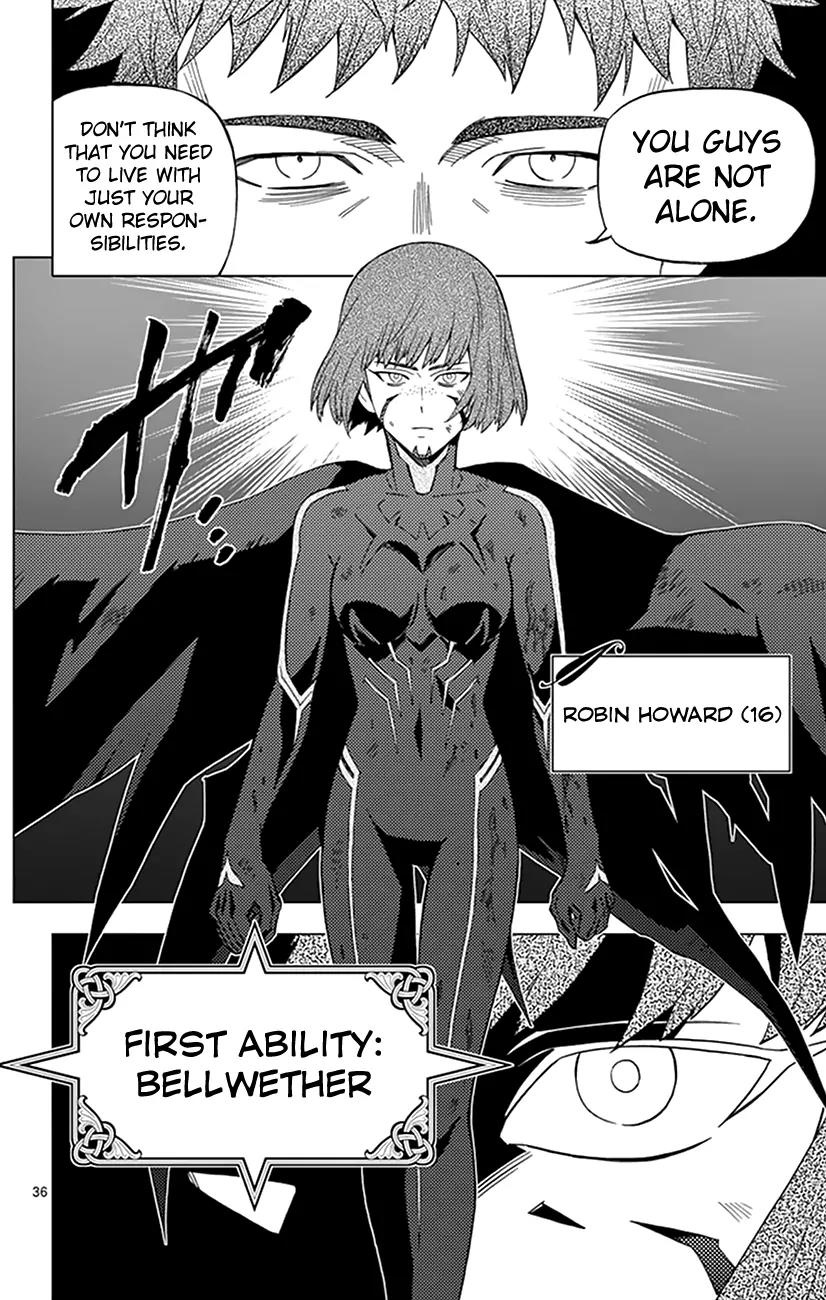 YOU GUYS
ARE NOT
ALONE.
DON'T THINK
THAT YOU NEED
TO LIVE WITH
JUST YOUR
OWN RESPON-
SIBILITIES.
ザ
ROBIN HOWARD (16)
FIRST ABILITY:
BELLWETHER
36